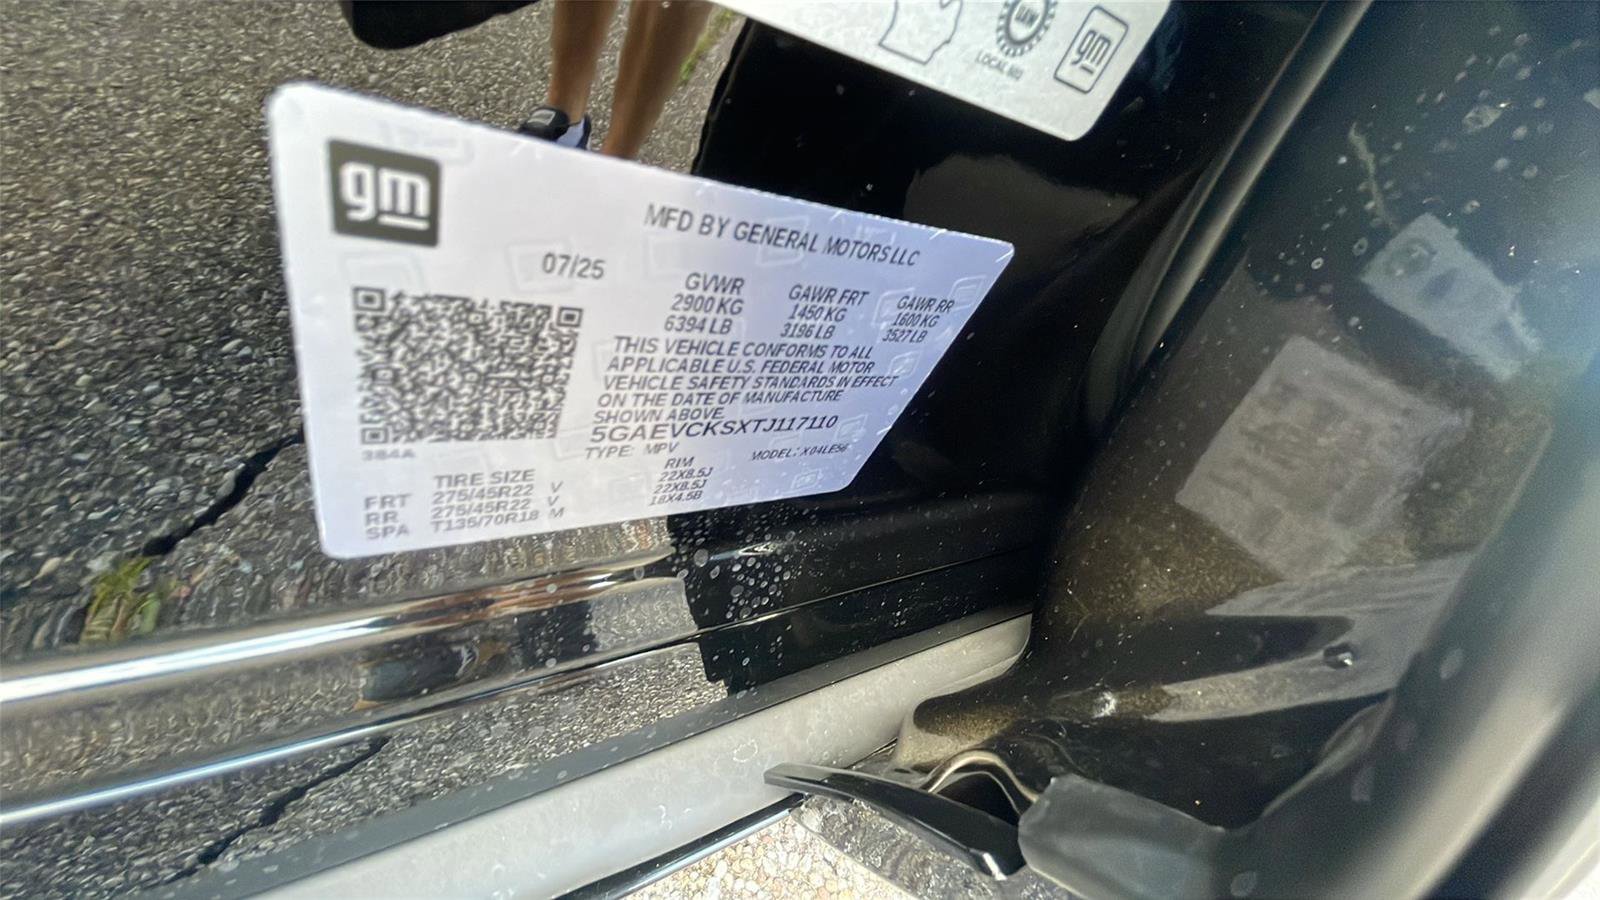 UAW
LOCAL 602
gm
gm
MFD BY GENERAL MOTORS LLC
07/25
GVWR GAWR FRT GAWR RR
2900 KG 1450 KG 1600 KG
6394 LB 3196 LB 3527 LB
THIS VEHICLE CONFORMS TO ALL
APPLICABLE U.S. FEDERAL MOTOR
VEHICLE SAFETY STANDARDS IN EFFECT
ON THE DATE OF MANUFACTURE
SHOWN ABOVE
5GAEVCKSXTJ117110
TYPE: MPV MODEL: X04LE56
384A
TIRE SIZE RIM
FRT 275/45R22 V 22X8.5J
RR 275/45R22 V 22X8.5J
SPA T135/70R18 M 18X4.5B